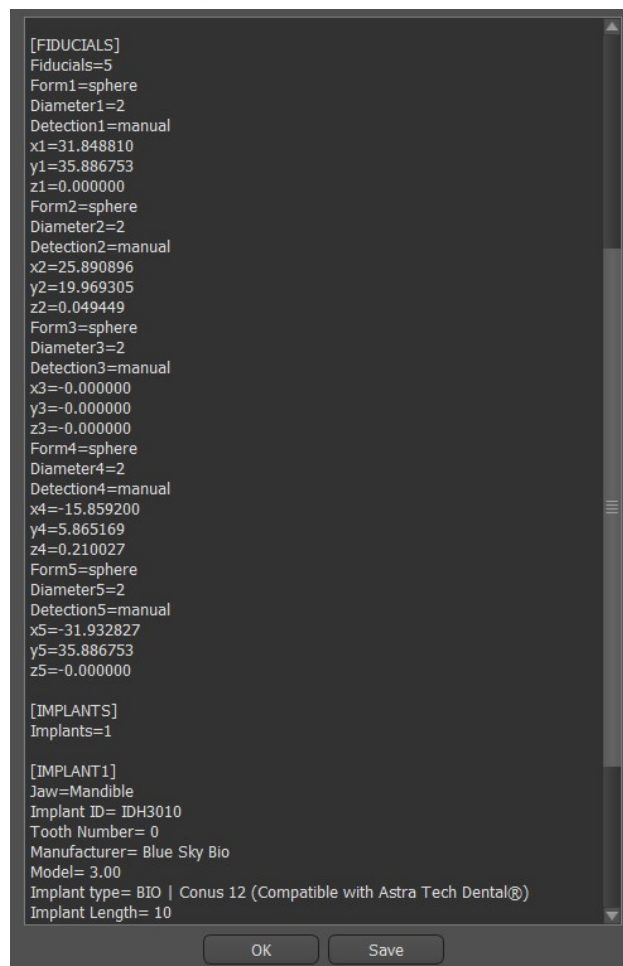 [FIDUCIALS]
Fiducials=5
Form1=sphere
Diameter1=2
Detection1=manual
x1=31.848810
y1=35.886753
z1=0.000000
Form2=sphere
Diameter2=2
Detection2=manual
x2=25.890896
y2=19.969305
z2=0.049449
Form3=sphere
Diameter3=2
Detection3=manual
x3=-0.000000
y3=-0.000000
z3=-0.000000
Form4=sphere
Diameter4=2
Detection4=manual
x4=-15.859200
y4=5.865169
z4=0.210027
Form5=sphere
Diameter5=2
Detection5=manual
x5=-31.932827
y5=35.886753
z5=-0.000000
[IMPLANTS]
Implants=1
[IMPLANT1]
Jaw=Mandible
Implant ID= IDH3010
Tooth Number= 0
Manufacturer= Blue Sky Bio
Model= 3.00
Implant type= BIO | Conus 12 (Compatible with Astra Tech Dental®)
Implant Length= 10
OK Save